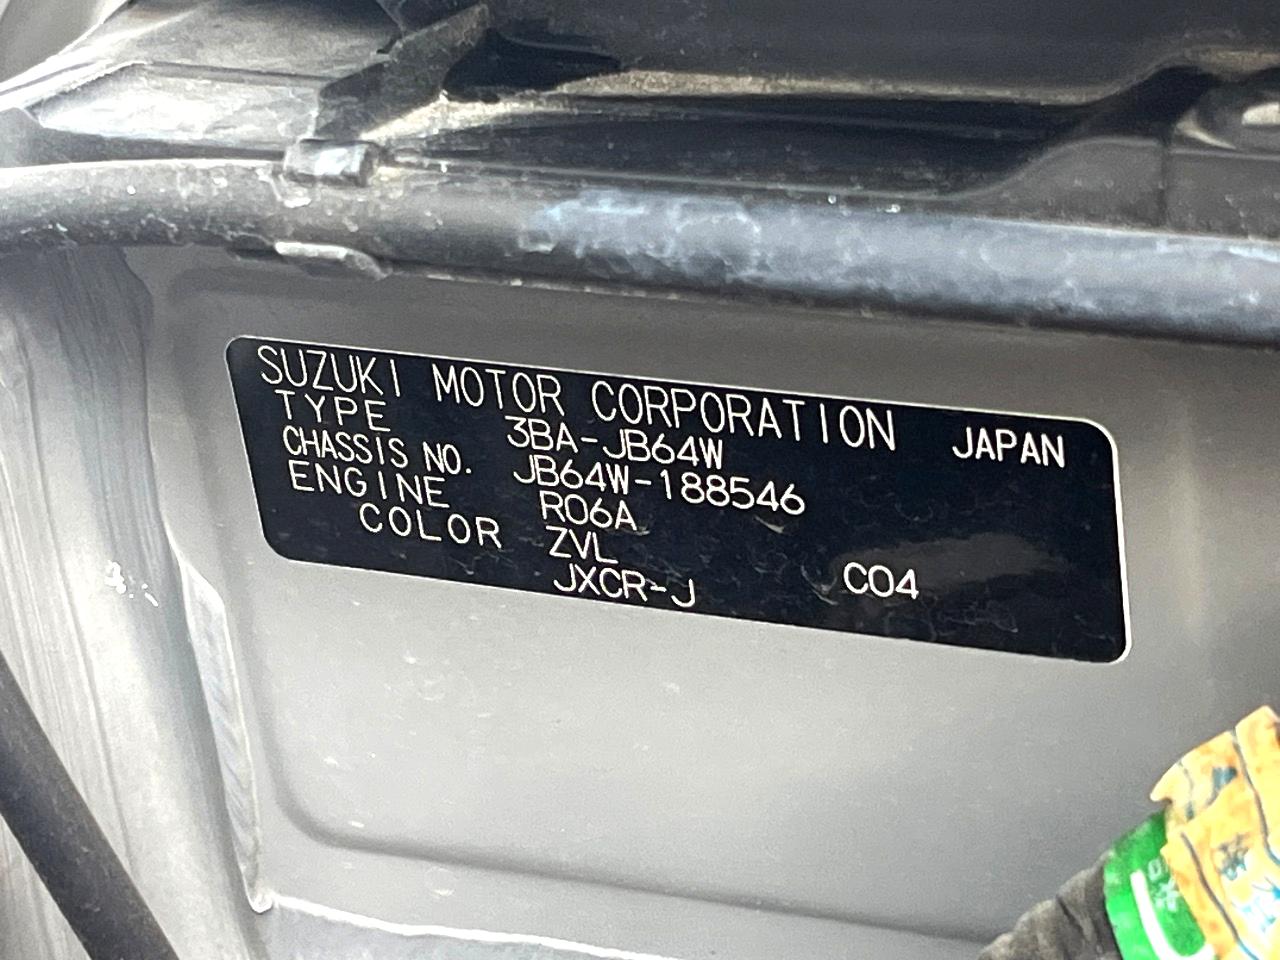 SUZUKI MOTOR CORPORATION JAPAN
TYPE 3BA-JB64W
CHASSIS NO. JB64W-188546
ENGINE R06A
COLOR ZVL
JXCR-J C04